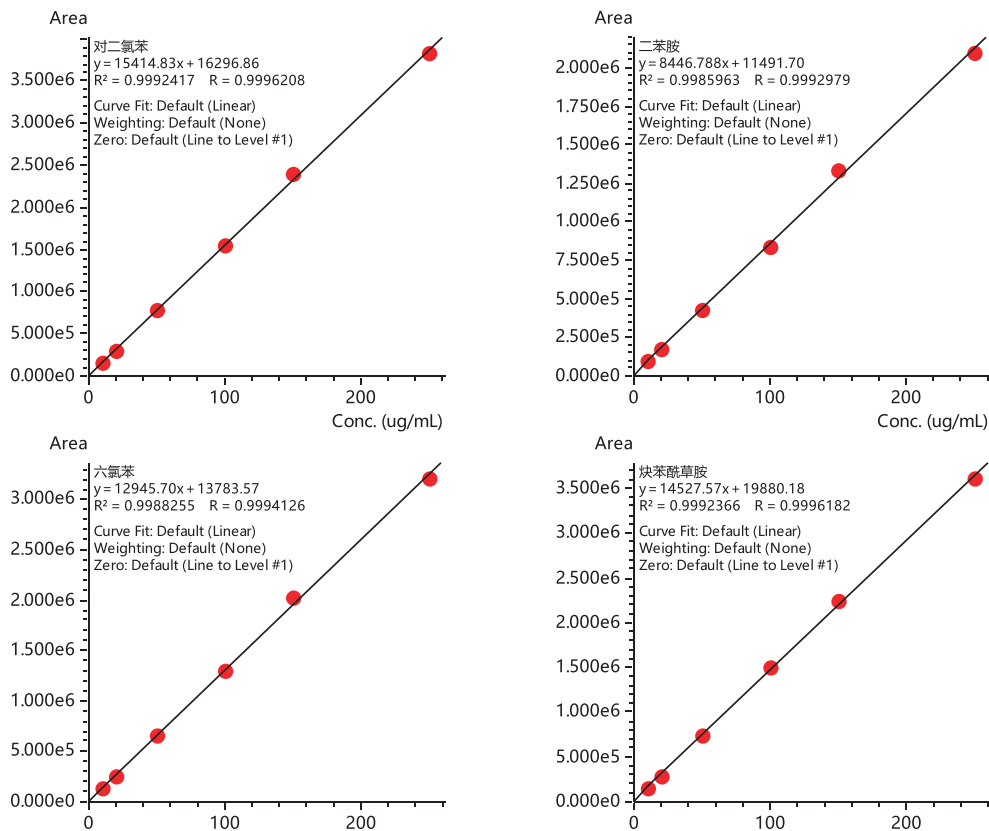 Area
对二氯苯
y = 15414.83x + 16296.86
R² = 0.9992417 R = 0.9996208
Curve Fit: Default (Linear)
Weighting: Default (None)
Zero: Default (Line to Level #1)
3.500e6
3.000e6
2.500e6
2.000e6
1.500e6
1.000e6
5.000e5
0.000e0
0
100
200
Conc. (ug/mL)
Area
二苯胺
y = 8446.788x + 11491.70
R² = 0.9985963 R = 0.9992979
Curve Fit: Default (Linear)
Weighting: Default (None)
Zero: Default (Line to Level #1)
2.000e6
1.750e6
1.500e6
1.250e6
1.000e6
7.500e5
5.000e5
2.500e5
0.000e0
0
100
200
Conc. (ug/mL)
Area
六氯苯
y = 12945.70x + 13783.57
R² = 0.9988255 R = 0.9994126
Curve Fit: Default (Linear)
Weighting: Default (None)
Zero: Default (Line to Level #1)
3.000e6
2.500e6
2.000e6
1.500e6
1.000e6
5.000e5
0.000e0
0
100
200
Area
炔苯酰草胺
y = 14527.57x + 19880.18
R² = 0.9992366 R = 0.9996182
Curve Fit: Default (Linear)
Weighting: Default (None)
Zero: Default (Line to Level #1)
3.500e6
3.000e6
2.500e6
2.000e6
1.500e6
1.000e6
5.000e5
0.000e0
0
100
200